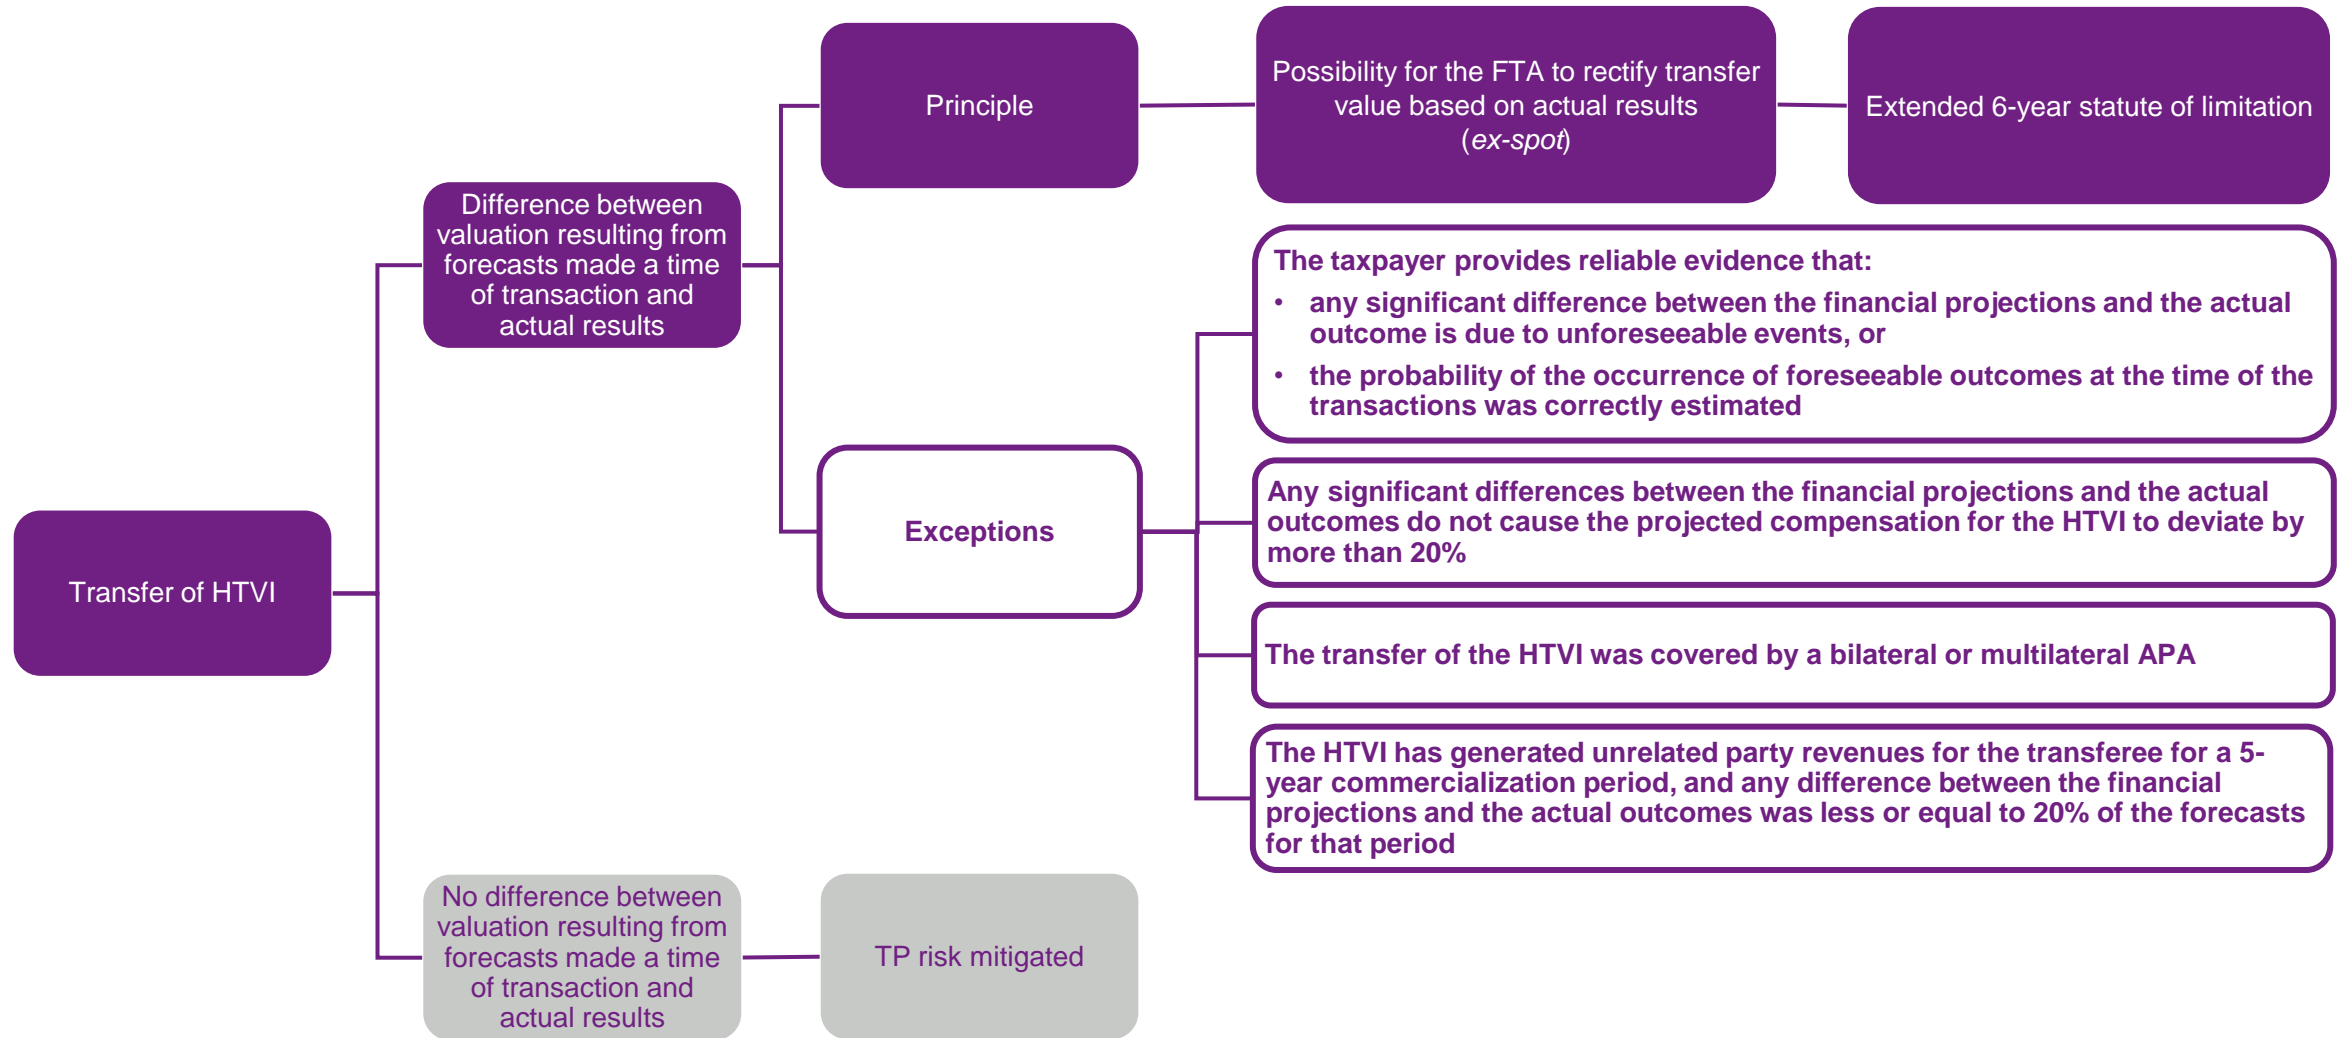 Transfer of HTVI
Difference between
valuation resulting from
forecasts made a time
of transaction and
actual results
Principle
Possibility for the FTA to rectify transfer
value based on actual results
(ex-spot)
Extended 6-year statute of limitation
Exceptions
The taxpayer provides reliable evidence that:
• any significant difference between the financial projections and the actual
outcome is due to unforeseeable events, or
• the probability of the occurrence of foreseeable outcomes at the time of the
transactions was correctly estimated
Any significant differences between the financial projections and the actual
outcomes do not cause the projected compensation for the HTVI to deviate by
more than 20%
The transfer of the HTVI was covered by a bilateral or multilateral APA
The HTVI has generated unrelated party revenues for the transferee for a 5-
year commercialization period, and any difference between the financial
projections and the actual outcomes was less or equal to 20% of the forecasts
for that period
No difference between
valuation resulting from
forecasts made a time
of transaction and
actual results
TP risk mitigated